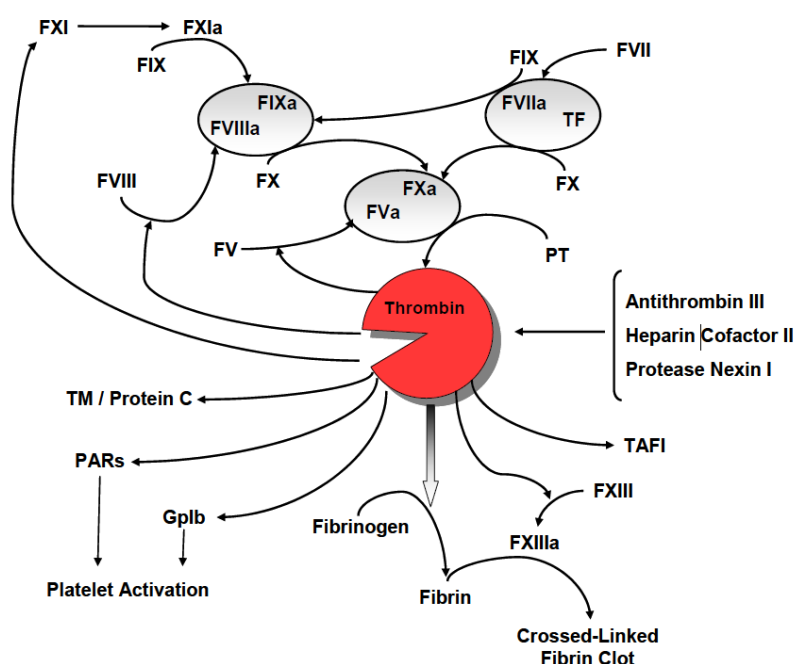 FXI
FXIa
FIX
FIX
FVII
FIXa
FVIIIa
FVIIa
TF
FX
FX
FVIII
FXa
FVa
FV
PT
Thrombin
Antithrombin III
Heparin Cofactor II
Protease Nexin I
TM / Protein C
TAFI
PARs
FXIII
GpIb
Fibrinogen
FXIIIa
Platelet Activation
Fibrin
Crossed-Linked
Fibrin Clot